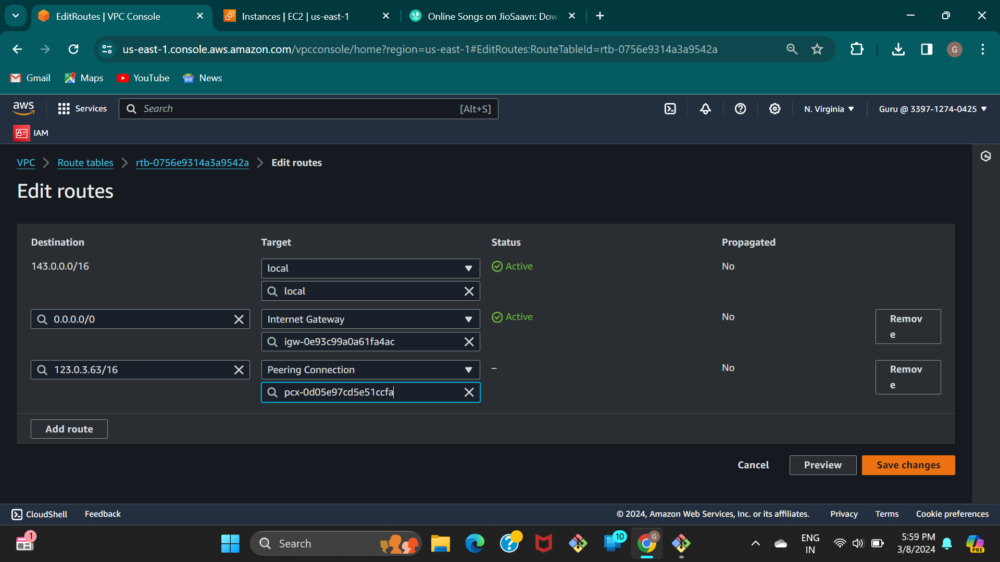 EditRoutes | VPC Console
Instances | EC2 | us-east-1
Online Songs on JioSaavn: Dow
us-east-1.console.aws.amazon.com/vpcconsole/home?region=us-east-1#EditRoutes:RouteTableId=rtb-0756e9314a3a9542a
G
Gmail
Maps
YouTube
News
aws
Services
Search
[Alt+S]
N. Virginia
Guru @ 3397-1274-0425
IAM
VPC
Route tables
rtb-0756e9314a3a9542a
Edit routes
Edit routes
Destination
Target
Status
Propagated
143.0.0.0/16
local
local
Active
No
0.0.0.0/0
Internet Gateway
igw-0e93c99a0a61fa4ac
Active
No
Remov
e
123.0.3.63/16
Peering Connection
pcx-0d05e97cd5e51ccfa
–
No
Remov
e
Add route
Cancel
Preview
Save changes
CloudShell
Feedback
© 2024, Amazon Web Services, Inc. or its affiliates.
Privacy
Terms
Cookie preferences
1
Search
10
G
ENG
IN
5:59 PM
3/8/2024
PRE